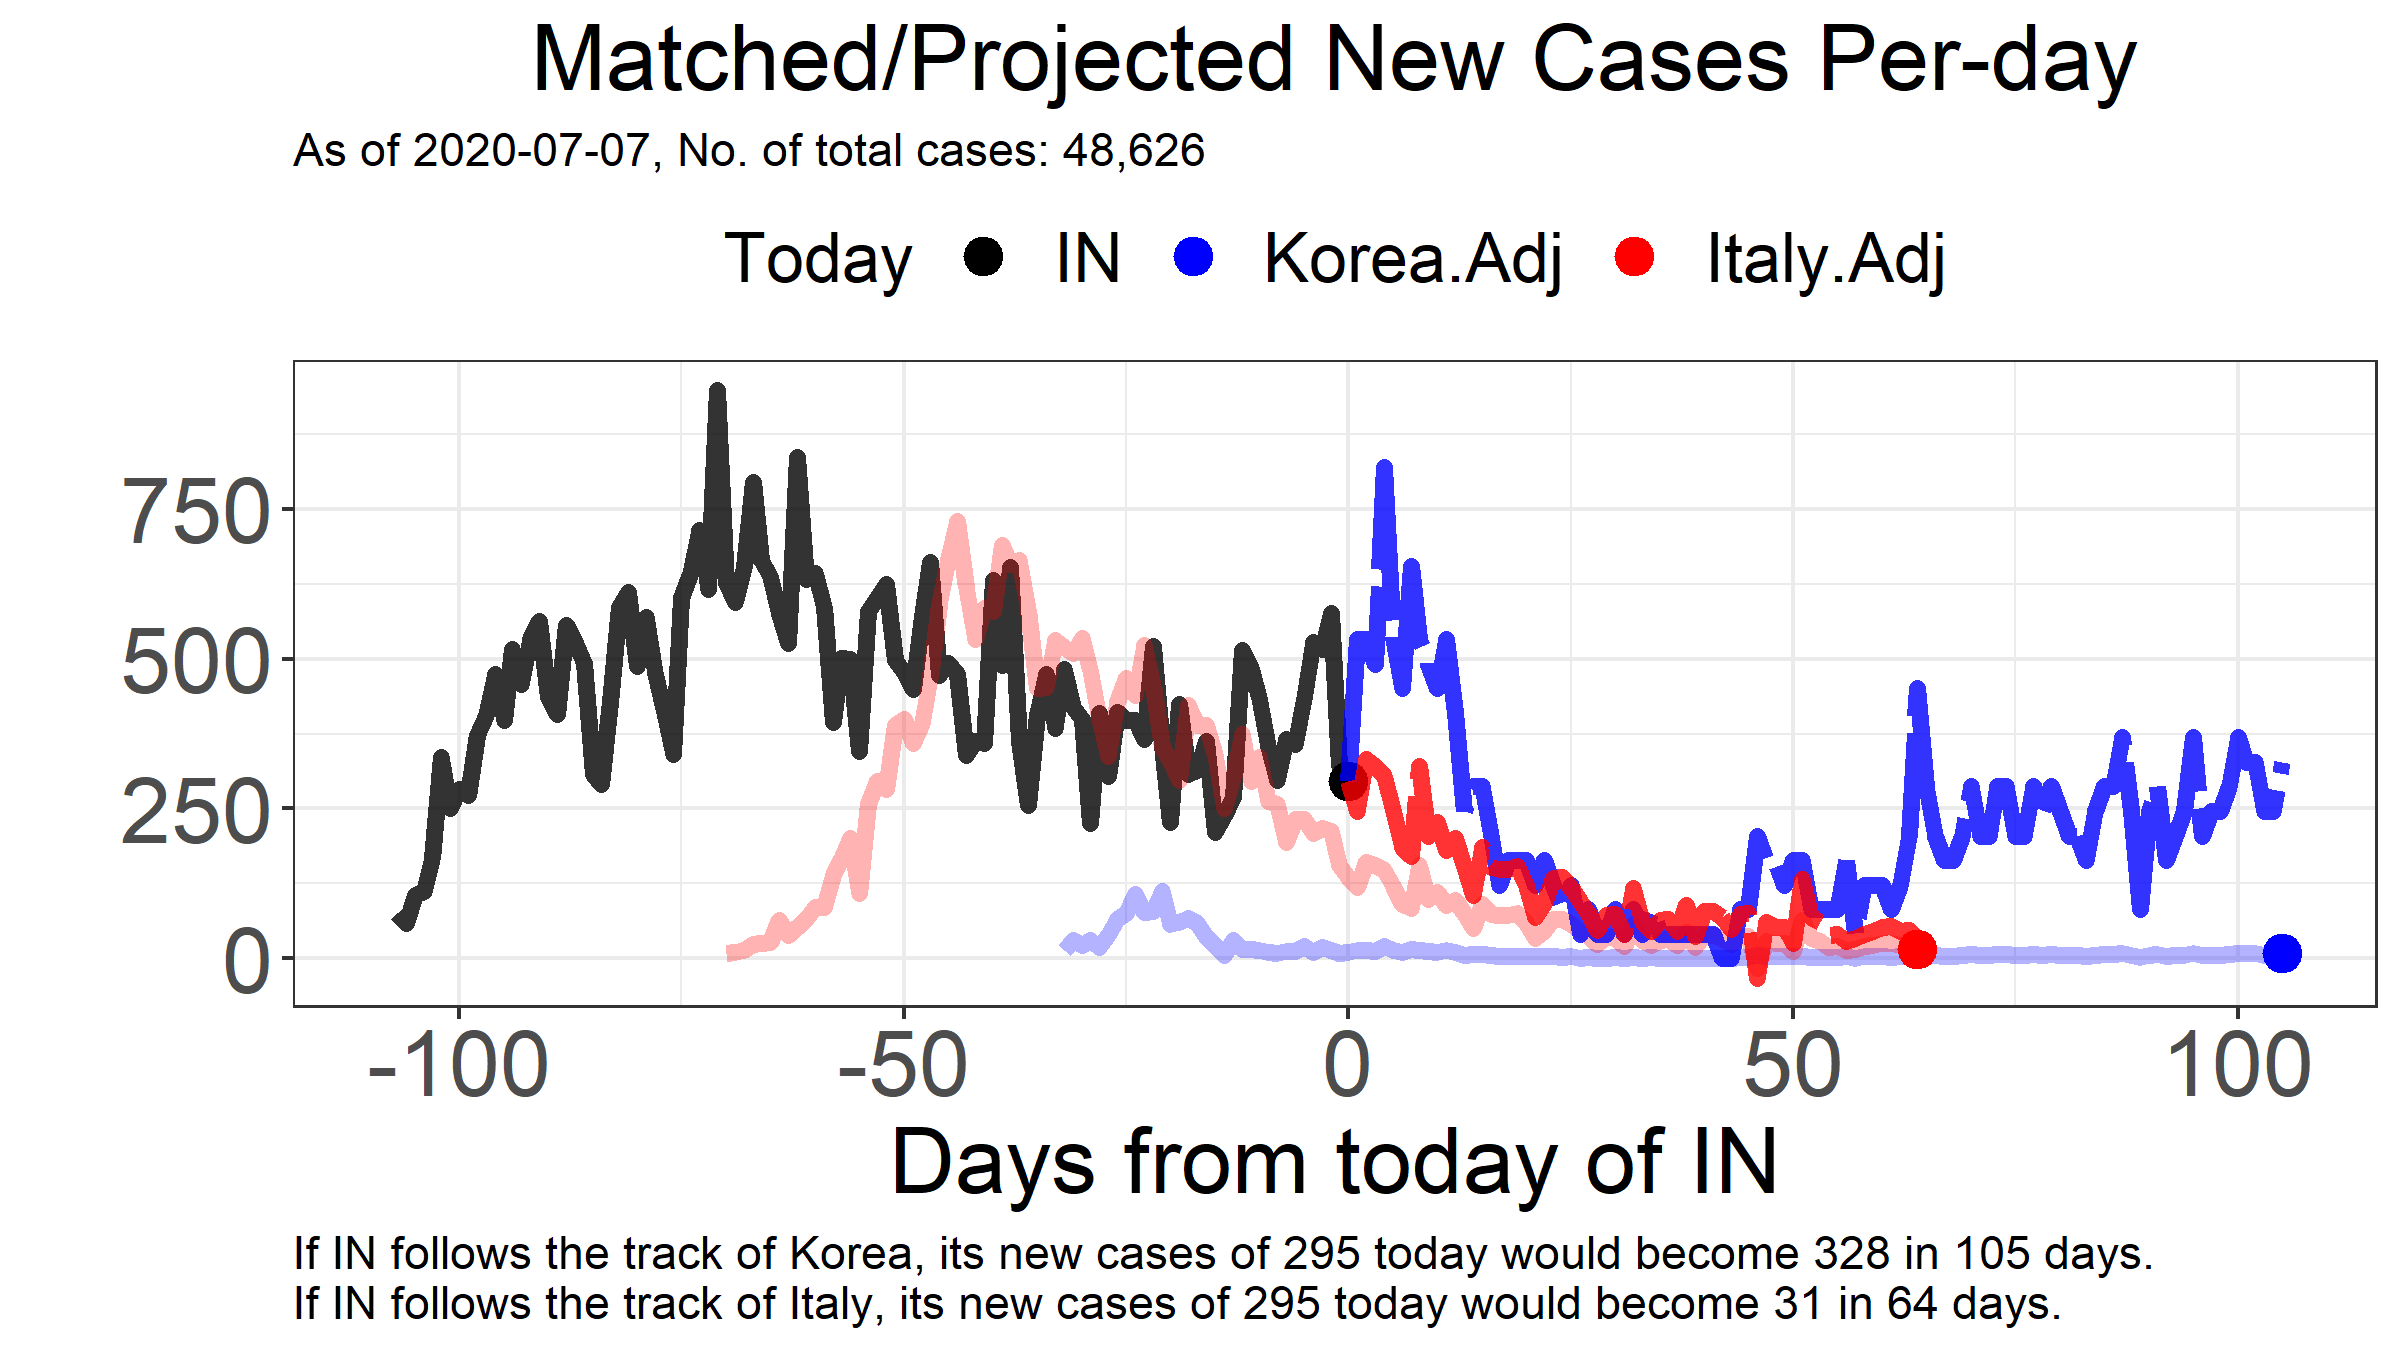 Matched/Projected New Cases Per-day
As of 2020-07-07, No. of total cases: 48,626
Today IN Korea.Adj Italy.Adj
750
500
250
0
-100 -50 0 50 100
Days from today of IN
If IN follows the track of Korea, its new cases of 295 today would become 328 in 105 days.
If IN follows the track of Italy, its new cases of 295 today would become 31 in 64 days.